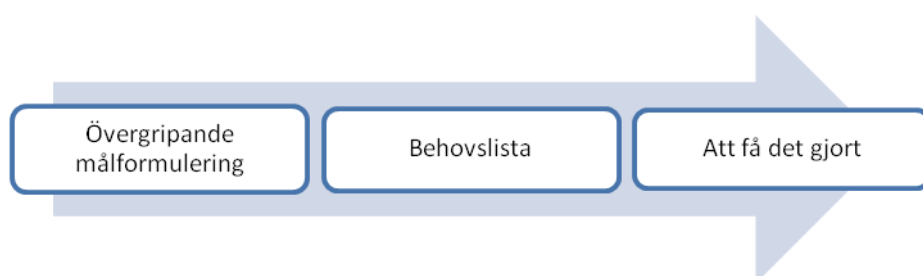 Övergripande
målformulering
Behovslista
Att få det gjort